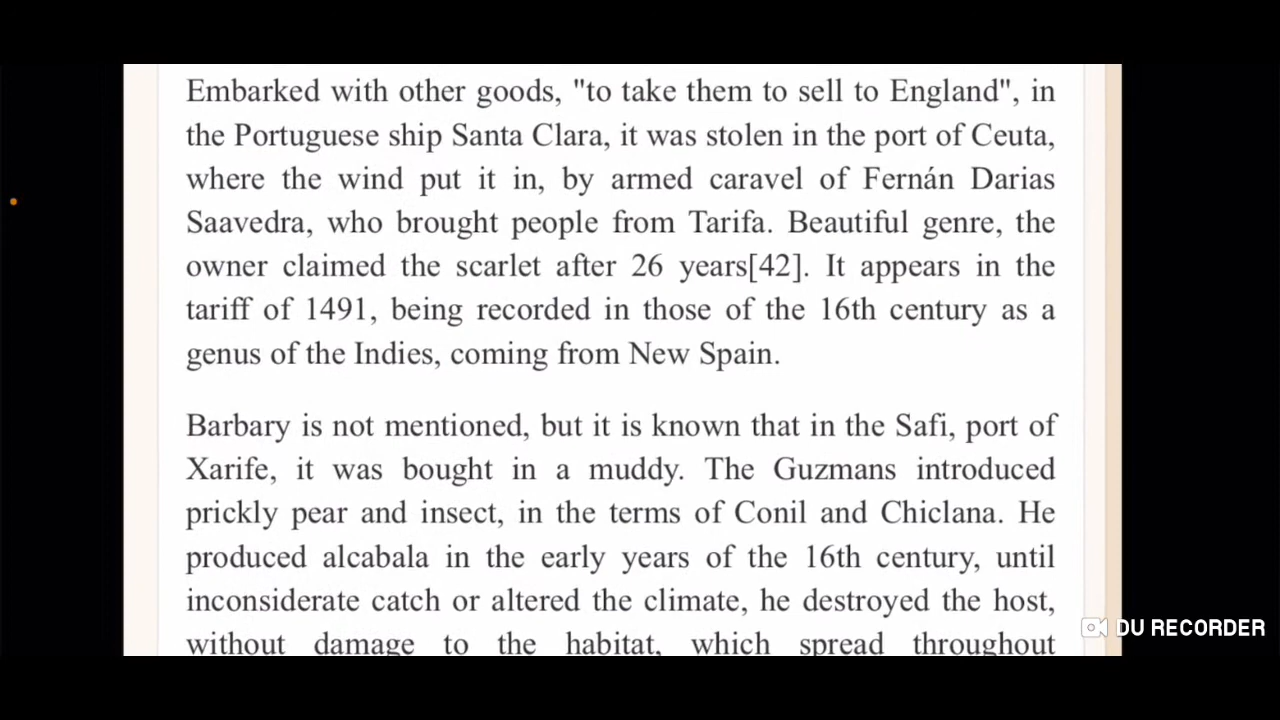 Embarked with other goods, "to take them to sell to England", in
the Portuguese ship Santa Clara, it was stolen in the port of Ceuta,
where the wind put it in, by armed caravel of Fernán Darias
Saavedra, who brought people from Tarifa. Beautiful genre, the
owner claimed the scarlet after 26 years[42]. It appears in the
tariff of 1491, being recorded in those of the 16th century as a
genus of the Indies, coming from New Spain.
Barbary is not mentioned, but it is known that in the Safi, port of
Xarife, it was bought in a muddy. The Guzmans introduced
prickly pear and insect, in the terms of Conil and Chiclana. He
produced alcabala in the early years of the 16th century, until
inconsiderate catch or altered the climate, he destroyed the host,
without damage to the habitat, which spread throughout
DU RECORDER